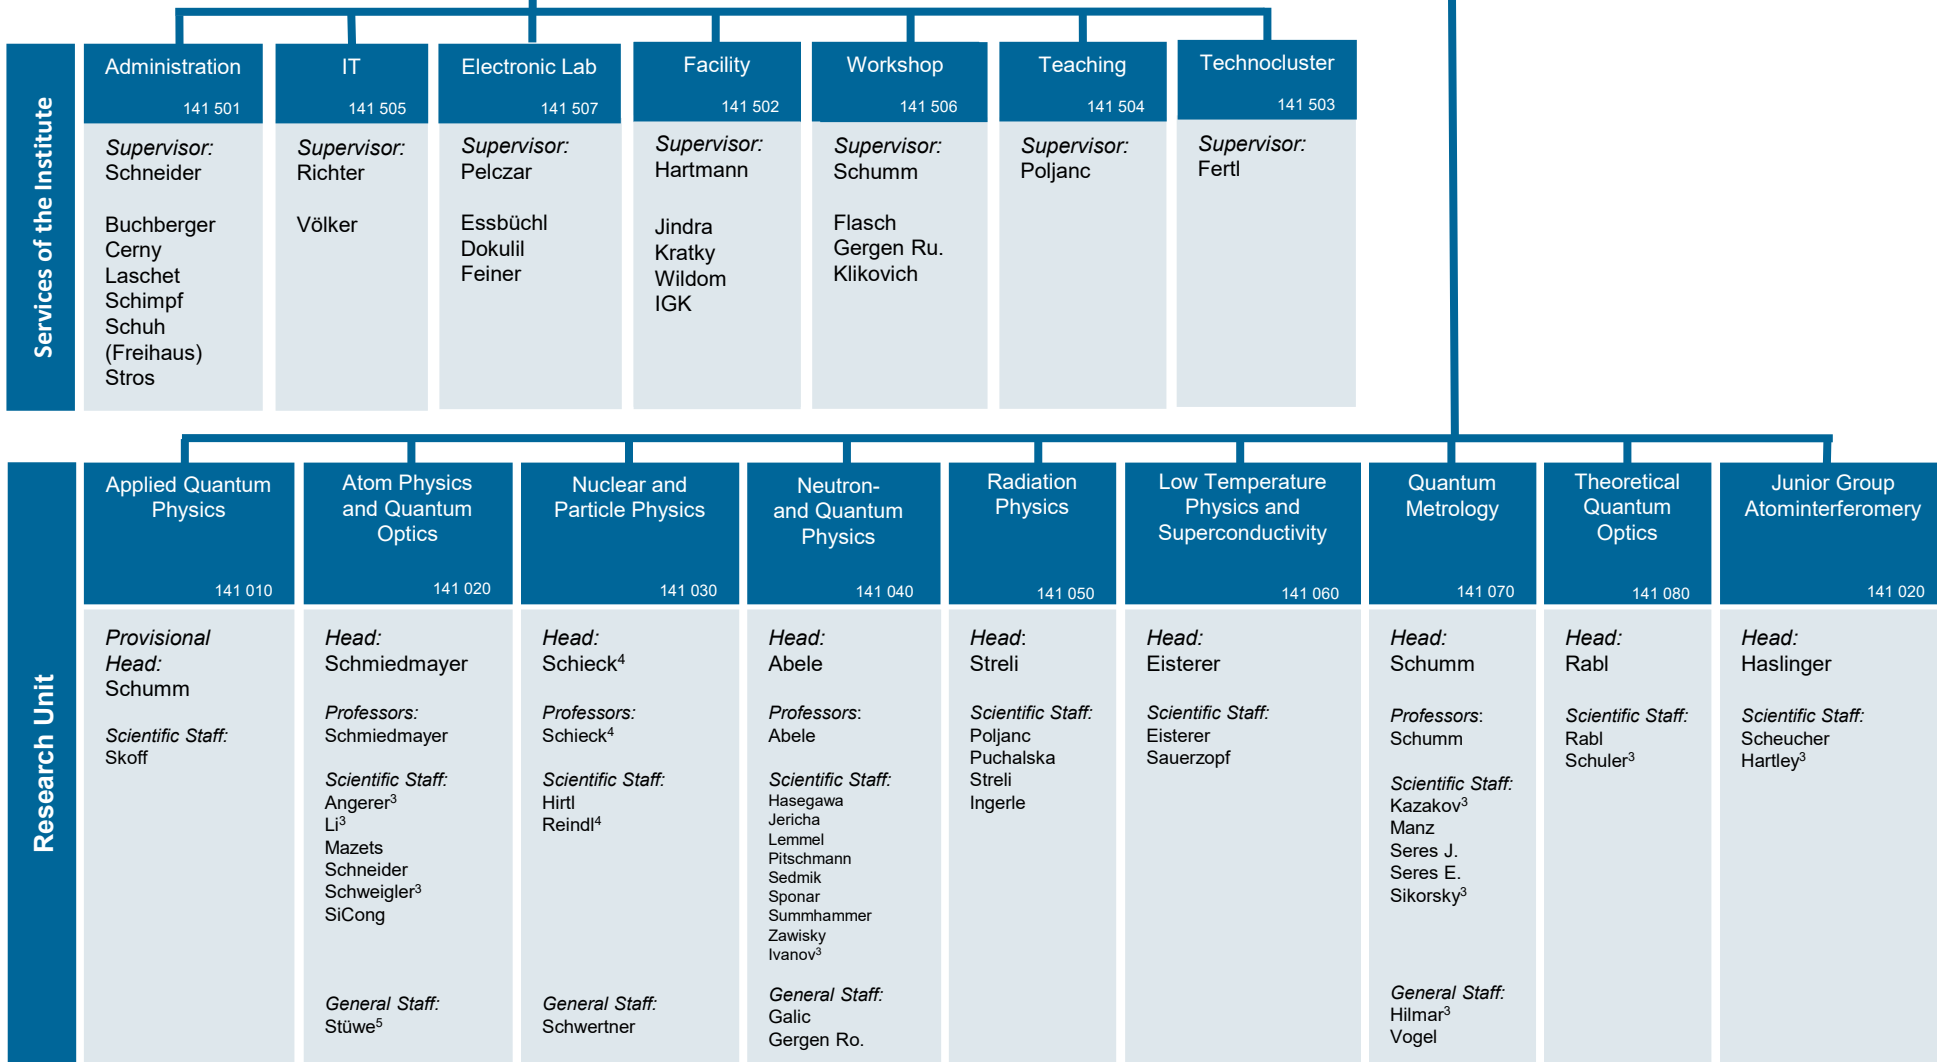 Services of the Institute
Administration
141 501
Supervisor:
Schneider
Buchberger
Cerny
Laschet
Schimpf
Schuh
(Freihaus)
Stros
IT
141 505
Supervisor:
Richter
Völker
Electronic Lab
141 507
Supervisor:
Pelczar
Essbüchl
Dokulil
Feiner
Facility
141 502
Supervisor:
Hartmann
Jindra
Kratky
Wildom
IGK
Workshop
141 506
Supervisor:
Schumm
Flasch
Gergen Ru.
Klikovich
Teaching
141 504
Supervisor:
Poljanc
Technocluster
141 503
Supervisor:
Fertl
Research Unit
Applied Quantum
Physics
141 010
Provisional
Head:
Schumm
Scientific Staff:
Skoff
Atom Physics
and Quantum
Optics
141 020
Head:
Schmiedmayer
Professors:
Schmiedmayer
Scientific Staff:
Angerer³
Li³
Mazets
Schneider
Schweigler³
SiCong
General Staff:
Stüwe⁵
Nuclear and
Particle Physics
141 030
Head:
Schieck⁴
Professors:
Schieck⁴
Scientific Staff:
Hirtl
Reindl⁴
General Staff:
Schwertner
Neutron-
and Quantum
Physics
141 040
Head:
Abele
Professors:
Abele
Scientific Staff:
Hasegawa
Jericha
Lemmel
Pitschmann
Sedmik
Sponar
Summhammer
Zawisky
Ivanov³
General Staff:
Galic
Gergen Ro.
Radiation
Physics
141 050
Head:
Streli
Scientific Staff:
Poljanc
Puchalska
Streli
Ingerle
Low Temperature
Physics and
Superconductivity
141 060
Head:
Eisterer
Scientific Staff:
Eisterer
Sauerzopf
Quantum
Metrology
141 070
Head:
Schumm
Professors:
Schumm
Scientific Staff:
Kazakov³
Manz
Seres J.
Seres E.
Sikorsky³
General Staff:
Hilmar³
Vogel
Theoretical
Quantum
Optics
141 080
Head:
Rabl
Scientific Staff:
Rabl
Schuler³
Junior Group
Atominterferomery
141 020
Head:
Haslinger
Scientific Staff:
Scheucher
Hartley³